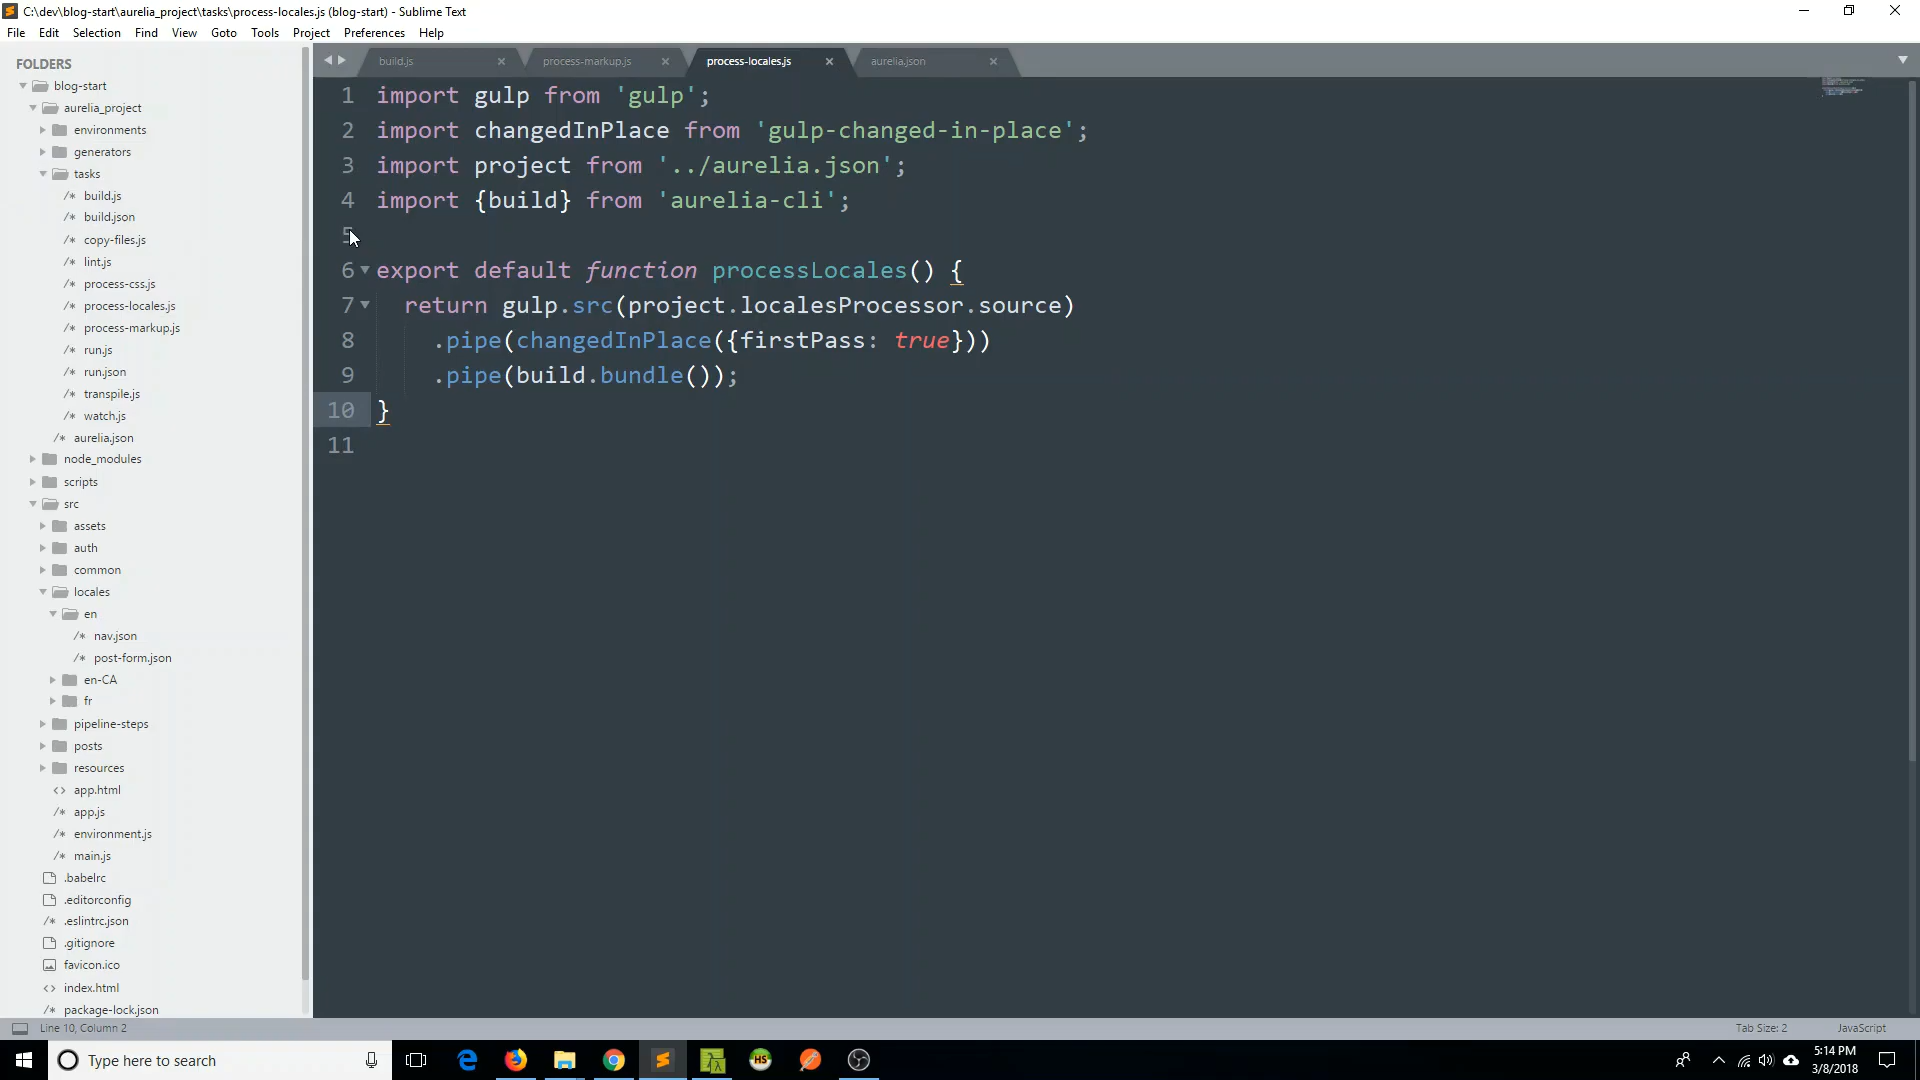 C:\dev\blog-start\aurelia_project\tasks\process-locales.js (blog-start) - Sublime Text
File Edit Selection Find View Goto Tools Project Preferences Help
FOLDERS
blog-start
aurelia_project
environments
generators
tasks
build.js
build.json
copy-files.js
lint.js
process-css.js
process-locales.js
process-markup.js
run.js
run.json
transpile.js
watch.js
aurelia.json
node_modules
scripts
src
assets
auth
common
locales
en
nav.json
post-form.json
en-CA
fr
pipeline-steps
posts
resources
app.html
app.js
environment.js
main.js
.babelrc
.editorconfig
.eslintrc.json
.gitignore
favicon.ico
index.html
package-lock.json
build.js process-markup.js process-locales.js aurelia.json
1 import gulp from 'gulp';
2 import changedInPlace from 'gulp-changed-in-place';
3 import project from '../aurelia.json';
4 import {build} from 'aurelia-cli';
5
6 export default function processLocales() {
7 return gulp.src(project.localesProcessor.source)
8 .pipe(changedInPlace({firstPass: true}))
9 .pipe(build.bundle());
10 }
11
Line 10, Column 2 Tab Size: 2 JavaScript
Type here to search
HS
5:14 PM
3/8/2018